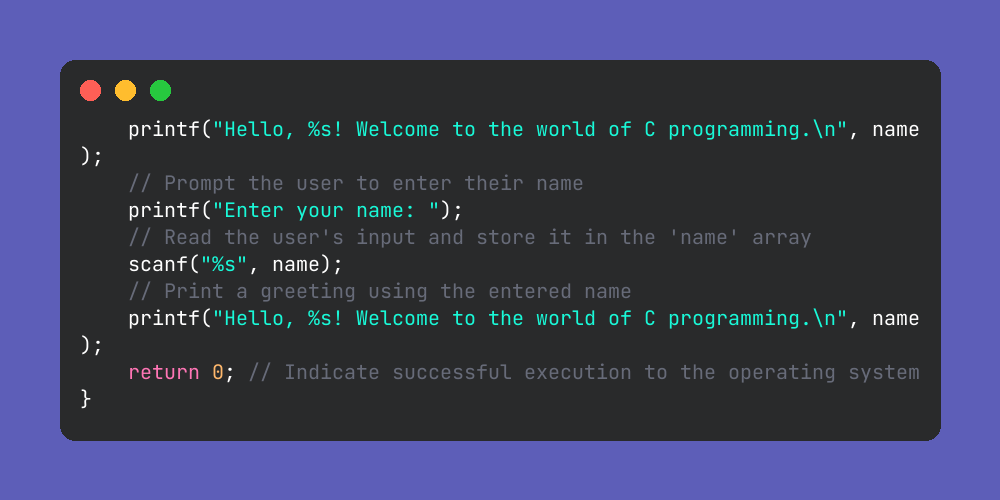 printf("Hello, %s! Welcome to the world of C programming.\n", name
);
    // Prompt the user to enter their name
    printf("Enter your name: ");
    // Read the user's input and store it in the 'name' array
    scanf("%s", name);
    // Print a greeting using the entered name
    printf("Hello, %s! Welcome to the world of C programming.\n", name
);
    return 0; // Indicate successful execution to the operating system
}